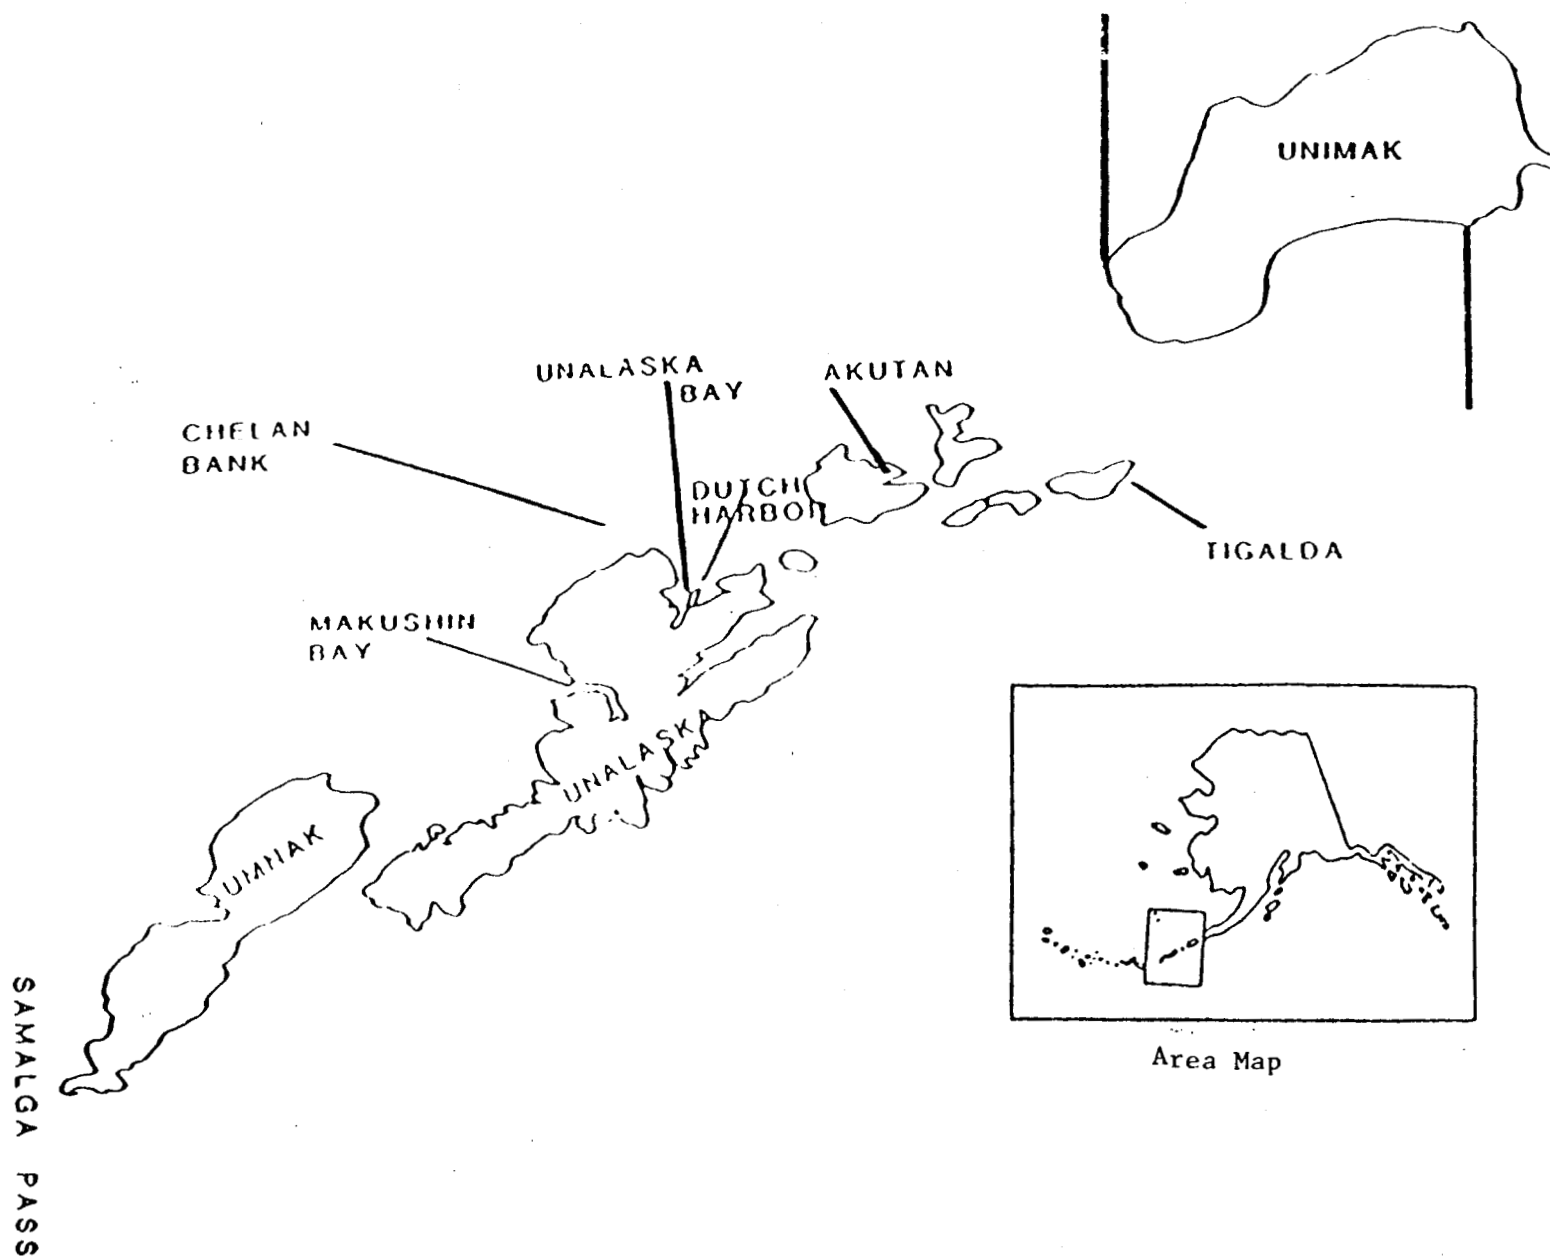 UNIMAK
UNALASKA
BAY
AKUTAN
CHELAN
BANK
DUTCH
HARBOR
TIGALDA
MAKUSHIN
BAY
UNALASKA
UMNAK
SAMALGA PASS
Area Map